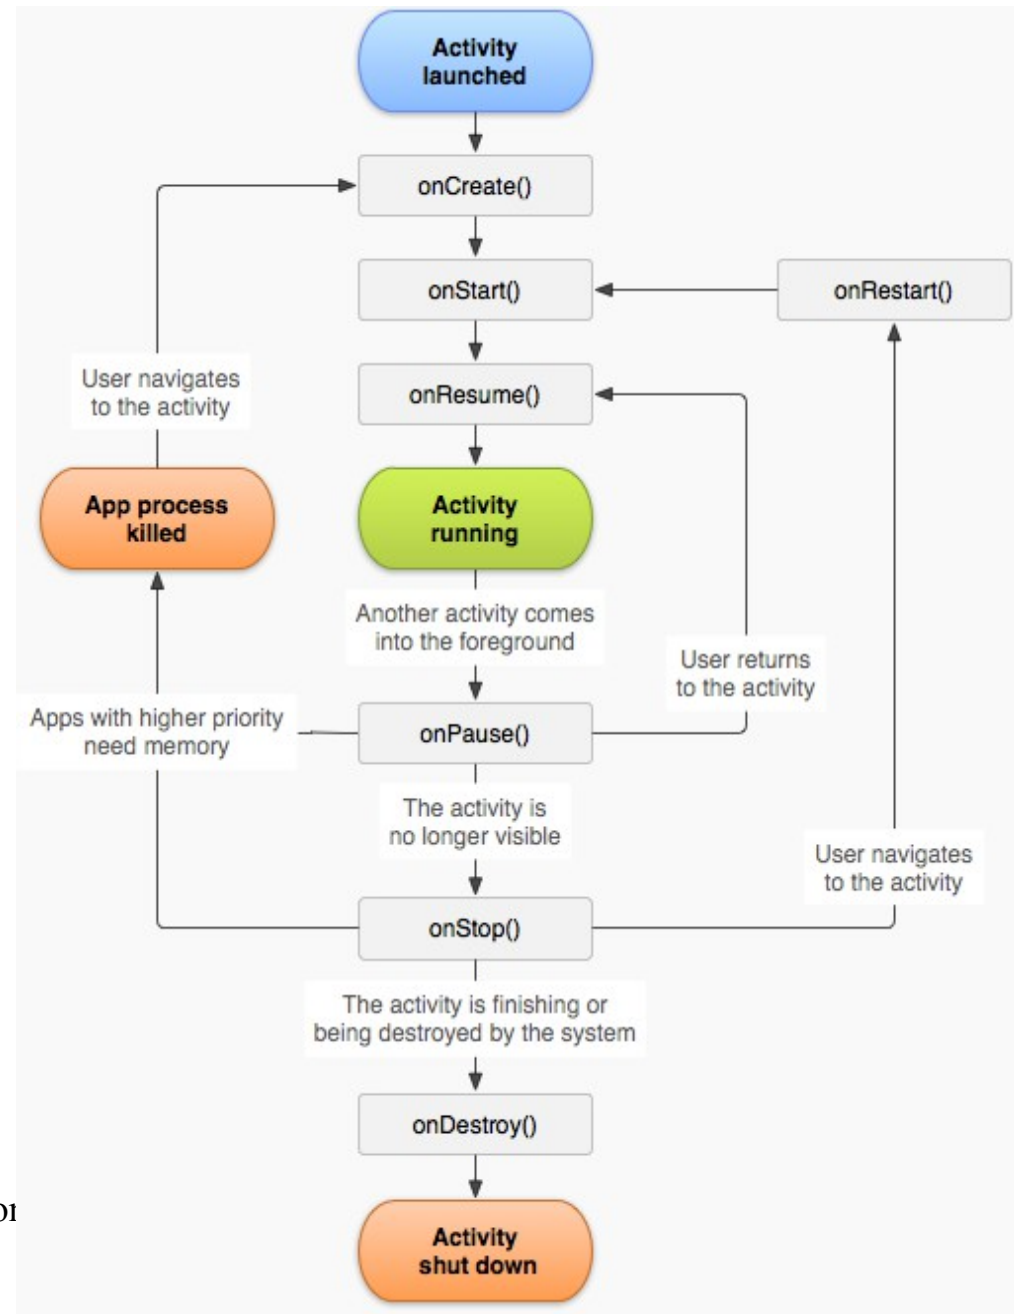 Activity
launched
onCreate()
onStart()
onRestart()
User navigates
to the activity
onResume()
App process
killed
Activity
running
Another activity comes
into the foreground
User returns
to the activity
Apps with higher priority
need memory
onPause()
The activity is
no longer visible
User navigates
to the activity
onStop()
The activity is finishing or
being destroyed by the system
onDestroy()
Activity
shut down